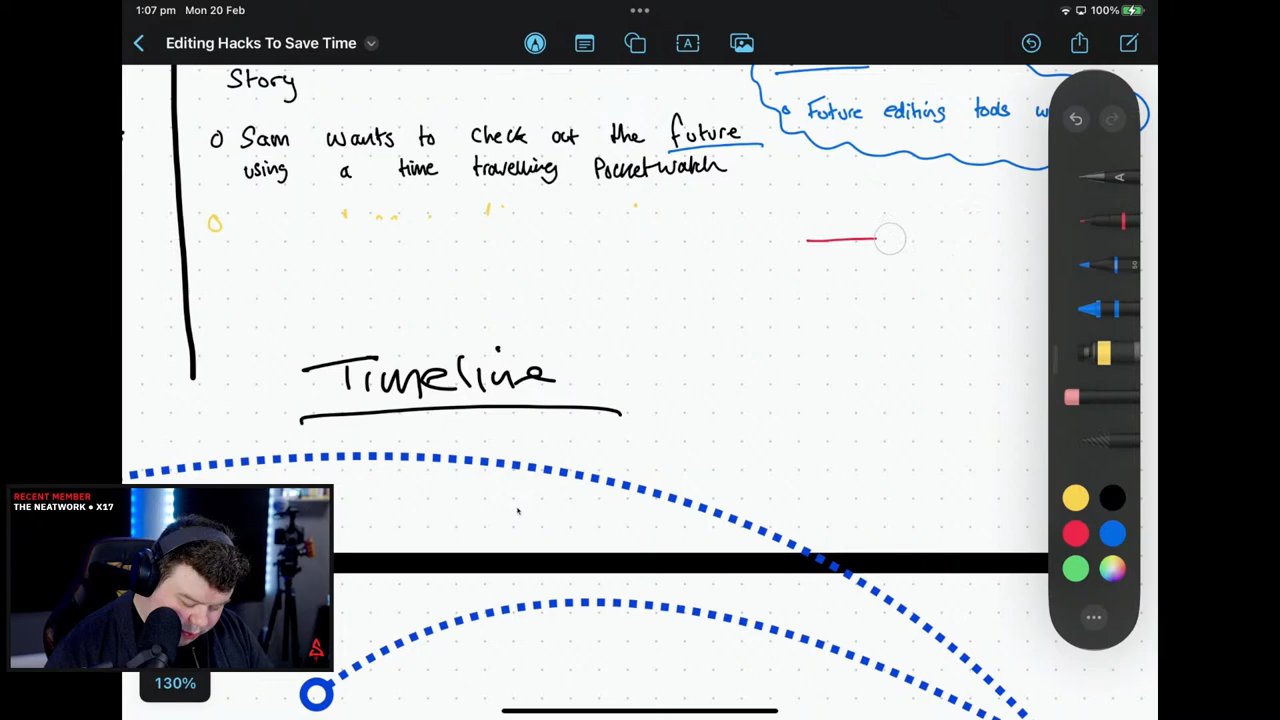 1:07 pm Mon 20 Feb
100%
Editing Hacks To Save Time
A
Story
Future editing tools w
o Sam wants to check out the future
using a time travelling Pocketwatch
A
50
Timeline
RECENT MEMBER
THE NEATWORK ● X17
130%